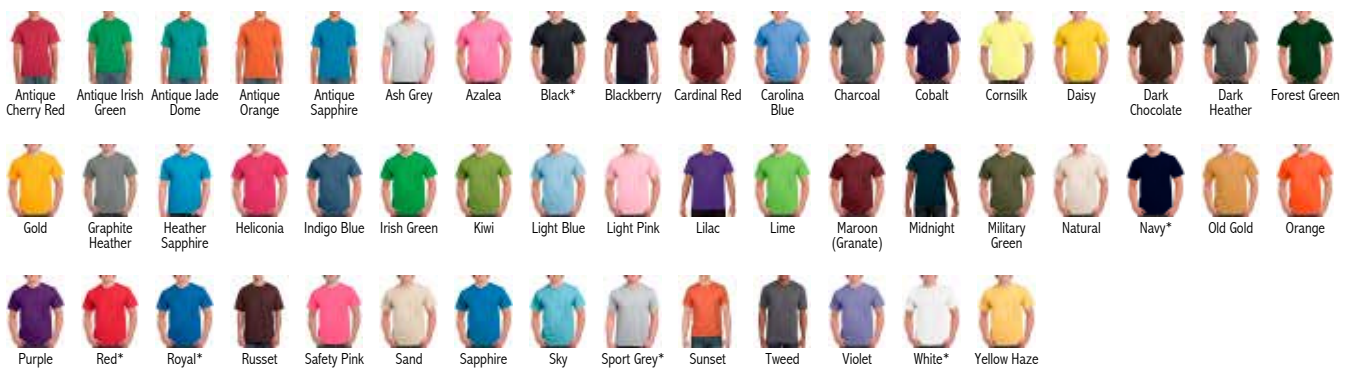 Antique Cherry Red
Antique Irish Green
Antique Jade Dome
Antique Orange
Antique Sapphire
Ash Grey
Azalea
Black*
Blackberry
Cardinal Red
Carolina Blue
Charcoal
Cobalt
Cornsilk
Daisy
Dark Chocolate
Dark Heather
Forest Green
Gold
Graphite Heather
Heather Sapphire
Heliconia
Indigo Blue
Irish Green
Kiwi
Light Blue
Light Pink
Lilac
Lime
Maroon (Granate)
Midnight
Military Green
Natural
Navy*
Old Gold
Orange
Purple
Red*
Royal*
Russet
Safety Pink
Sand
Sapphire
Sky
Sport Grey*
Sunset
Tweed
Violet
White*
Yellow Haze